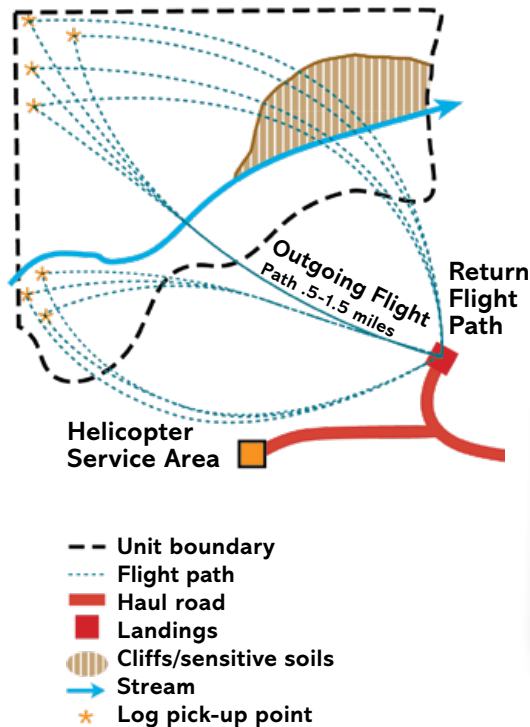 Outgoing Flight
Path .5-1.5 miles
Return
Flight
Path
Helicopter
Service Area
Unit boundary
Flight path
Haul road
Landings
Cliffs/sensitive soils
Stream
Log pick-up point